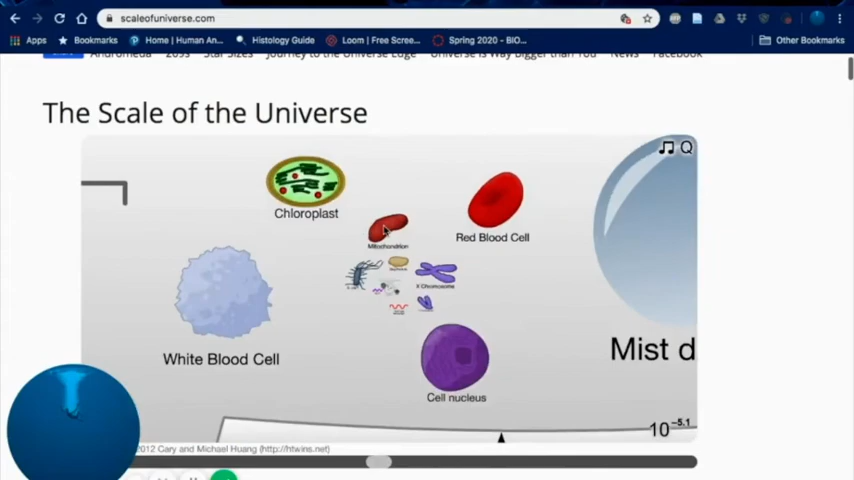 scaleofuniverse.com
Apps Bookmarks Home | Human An... Histology Guide Loom | Free Scree... Spring 2020 - BIO... Other Bookmarks
Andromeda 20Ss Star Sizes Journey to the Universe Edge Universe is Way Bigger than You News Facebook
The Scale of the Universe
Q
Chloroplast
Red Blood Cell
Mitochondrion
X Chromosome
White Blood Cell
Mist d
Cell nucleus
10^-5.1
2012 Cary and Michael Huang (http://htwins.net)